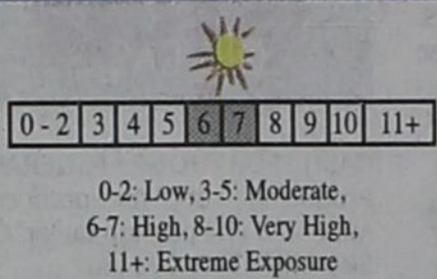 0 - 2 3 4 5 6 7 8 9 10 11+
0-2: Low, 3-5: Moderate,
6-7: High, 8-10: Very High,
11+: Extreme Exposure